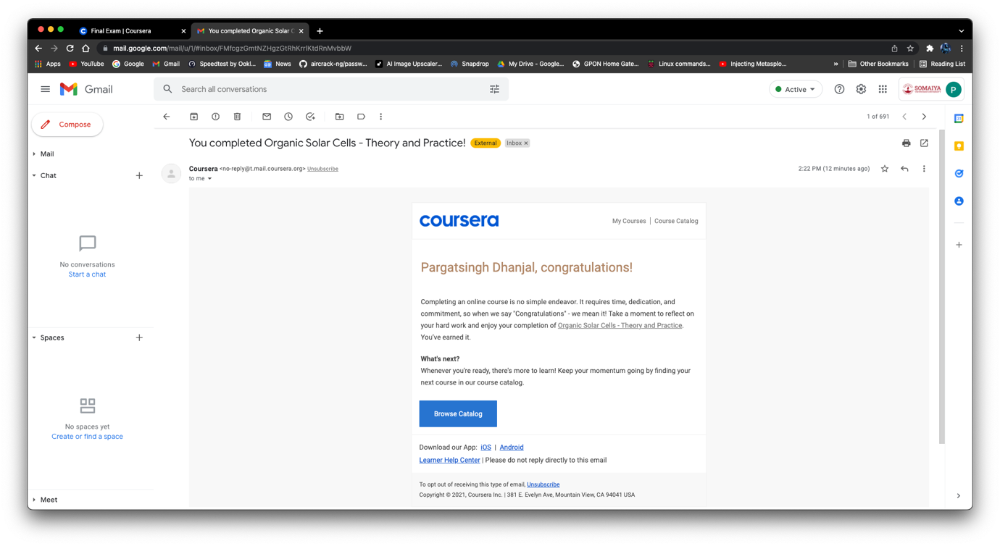 Final Exam | Coursera
You completed Organic Solar C
mail.google.com/mail/u/1/#inbox/FMfcgzGmtNZHgzGtRhKrrlKtdRnMvbbW
Apps YouTube Google Gmail Speedtest by Ookl... News aircrack-ng/passw... AI Image Upscaler... Snapdrop My Drive - Google... GPON Home Gate... Linux commands... Injecting Metasplo... » Other Bookmarks Reading List
Gmail
Search all conversations
Active
SOMAIYA
P
Compose
1 of 691
31
Mail
You completed Organic Solar Cells - Theory and Practice! External Inbox ×
Chat
Coursera <no-reply@t.mail.coursera.org> Unsubscribe
2:22 PM (12 minutes ago)
to me
No conversations
Start a chat
Spaces
No spaces yet
Create or find a space
Meet
coursera
My Courses | Course Catalog
Pargatsingh Dhanjal, congratulations!
Completing an online course is no simple endeavor. It requires time, dedication, and
commitment, so when we say "Congratulations" - we mean it! Take a moment to reflect on
your hard work and enjoy your completion of Organic Solar Cells - Theory and Practice.
You've earned it.
What's next?
Whenever you're ready, there's more to learn! Keep your momentum going by finding your
next course in our course catalog.
Browse Catalog
Download our App: iOS | Android
Learner Help Center | Please do not reply directly to this email
To opt out of receiving this type of email, Unsubscribe
Copyright © 2021, Coursera Inc. | 381 E. Evelyn Ave, Mountain View, CA 94041 USA